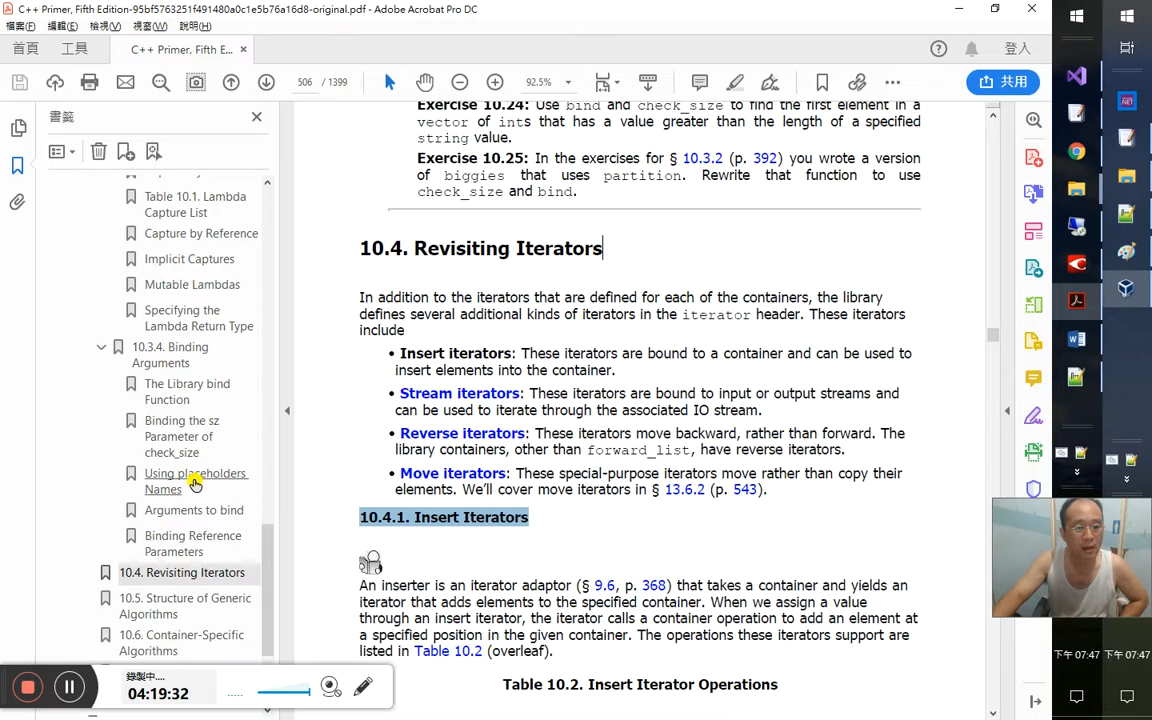 C++ Primer, Fifth Edition-95bf5737571344901480a0c1e5b76a16d8-original.pdf - Adobe Acrobat Pro DC
檔案(F) 編輯(E) 檢視(V) 視窗(W) 說明(H)
首頁 工具 C++ Primer, Fifth E... × 登入
506 / 1399 92.5% 共用
書籤
Table 10.1. Lambda
Capture List
Capture by Reference
Implicit Captures
Mutable Lambdas
Specifying the
Lambda Return Type
10.3.4. Binding
Arguments
The Library bind
Function
Binding the sz
Parameter of
check_size
Using placeholders
Names
Arguments to bind
Binding Reference
Parameters
10.4. Revisiting Iterators
10.5. Structure of Generic
Algorithms
10.6. Container-Specific
Algorithms
Exercise 10.24: Use bind and check_size to find the first element in a
vector of ints that has a value greater than the length of a specified
string value.
Exercise 10.25: In the exercises for § 10.3.2 (p. 392) you wrote a version
of biggies that uses partition. Rewrite that function to use
check_size and bind.
10.4. Revisiting Iterators
In addition to the iterators that are defined for each of the containers, the library
defines several additional kinds of iterators in the iterator header. These iterators
include
• Insert iterators: These iterators are bound to a container and can be used to
insert elements into the container.
• Stream iterators: These iterators are bound to input or output streams and
can be used to iterate through the associated IO stream.
• Reverse iterators: These iterators move backward, rather than forward. The
library containers, other than forward_list, have reverse iterators.
• Move iterators: These special-purpose iterators move rather than copy their
elements. We'll cover move iterators in § 13.6.2 (p. 543).
10.4.1. Insert Iterators
An inserter is an iterator adaptor (§ 9.6, p. 368) that takes a container and yields an
iterator that adds elements to the specified container. When we assign a value
through an insert iterator, the iterator calls a container operation to add an element at
a specified position in the given container. The operations these iterators support are
listed in Table 10.2 (overleaf).
Table 10.2. Insert Iterator Operations
錄製中....
04:19:32
下午 07:47 下午 07:47